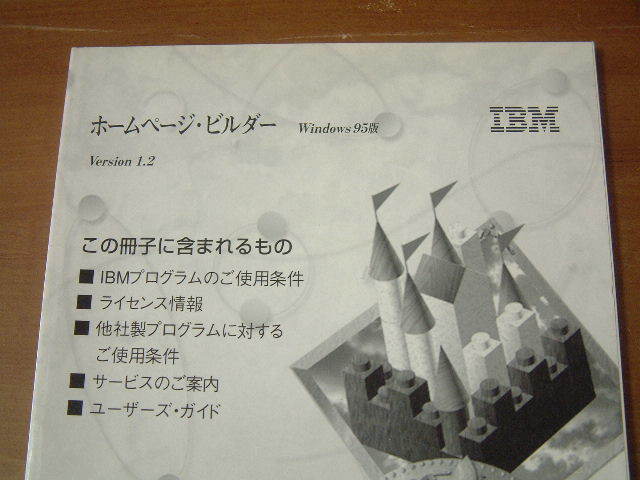 ホームページ・ビルダー Windows 95版 IBM
Version 1.2
この冊子に含まれるもの
■ IBMプログラムのご使用条件
■ ライセンス情報
■ 他社製プログラムに対する
ご使用条件
■ サービスのご案内
■ ユーザーズ・ガイド